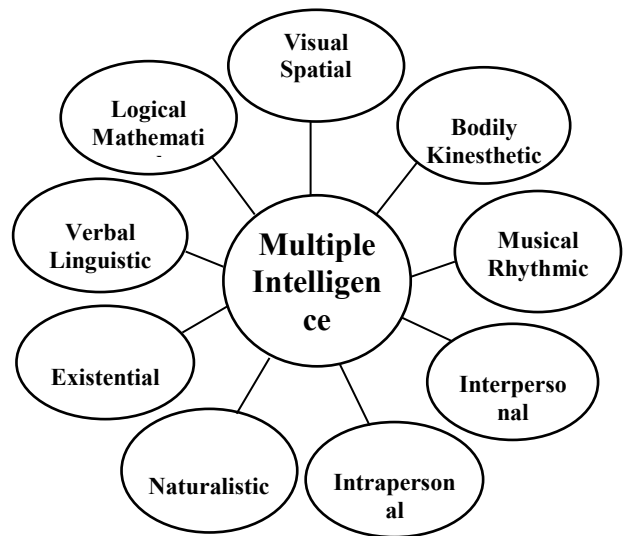 Visual
Spatial
Logical
Mathemati
Bodily
Kinesthetic
Verbal
Linguistic
Multiple
Intelligen
ce
Musical
Rhythmic
Existential
Interperso
nal
Naturalistic
Intraperson
al